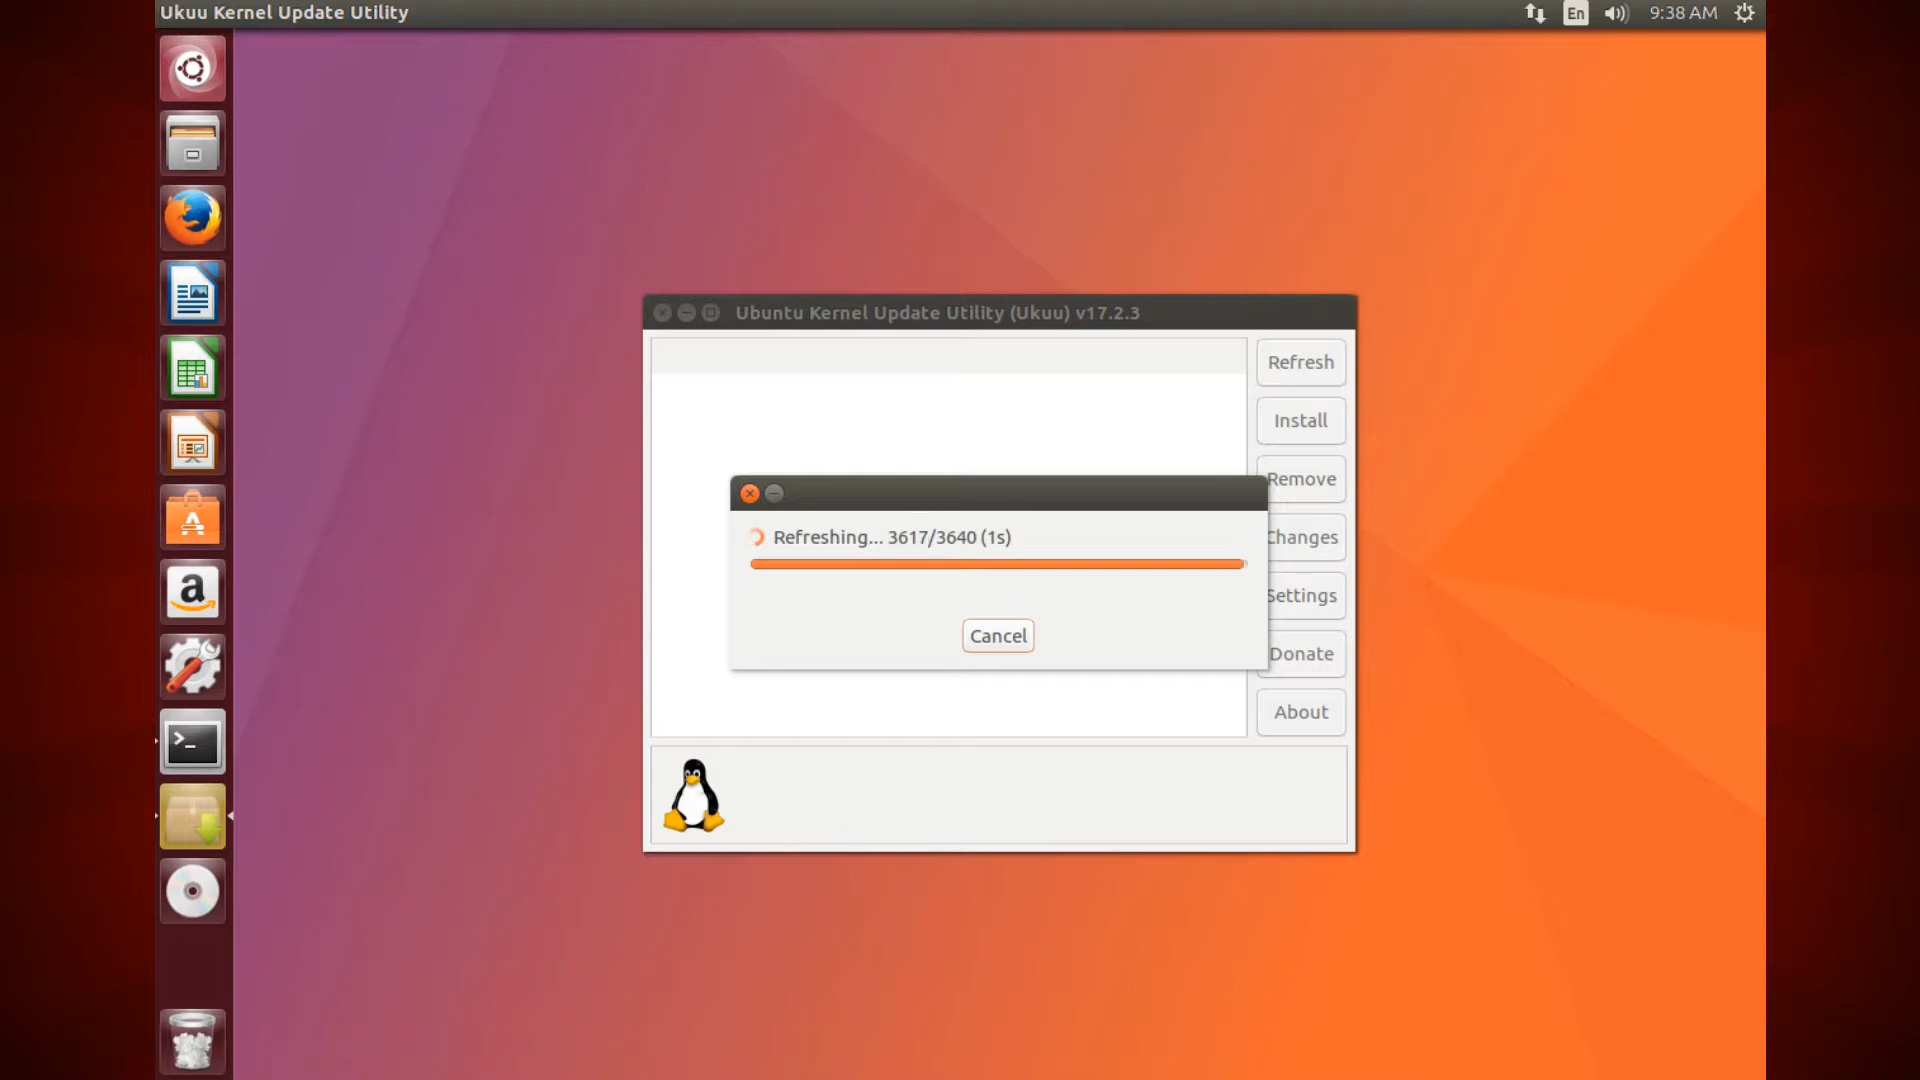 Ukuu Kernel Update Utility
En
9:38 AM
Ubuntu Kernel Update Utility (Ukuu) v17.2.3
Refresh
Install
Remove
Changes
Settings
Donate
About
Refreshing... 3617/3640 (1s)
Cancel